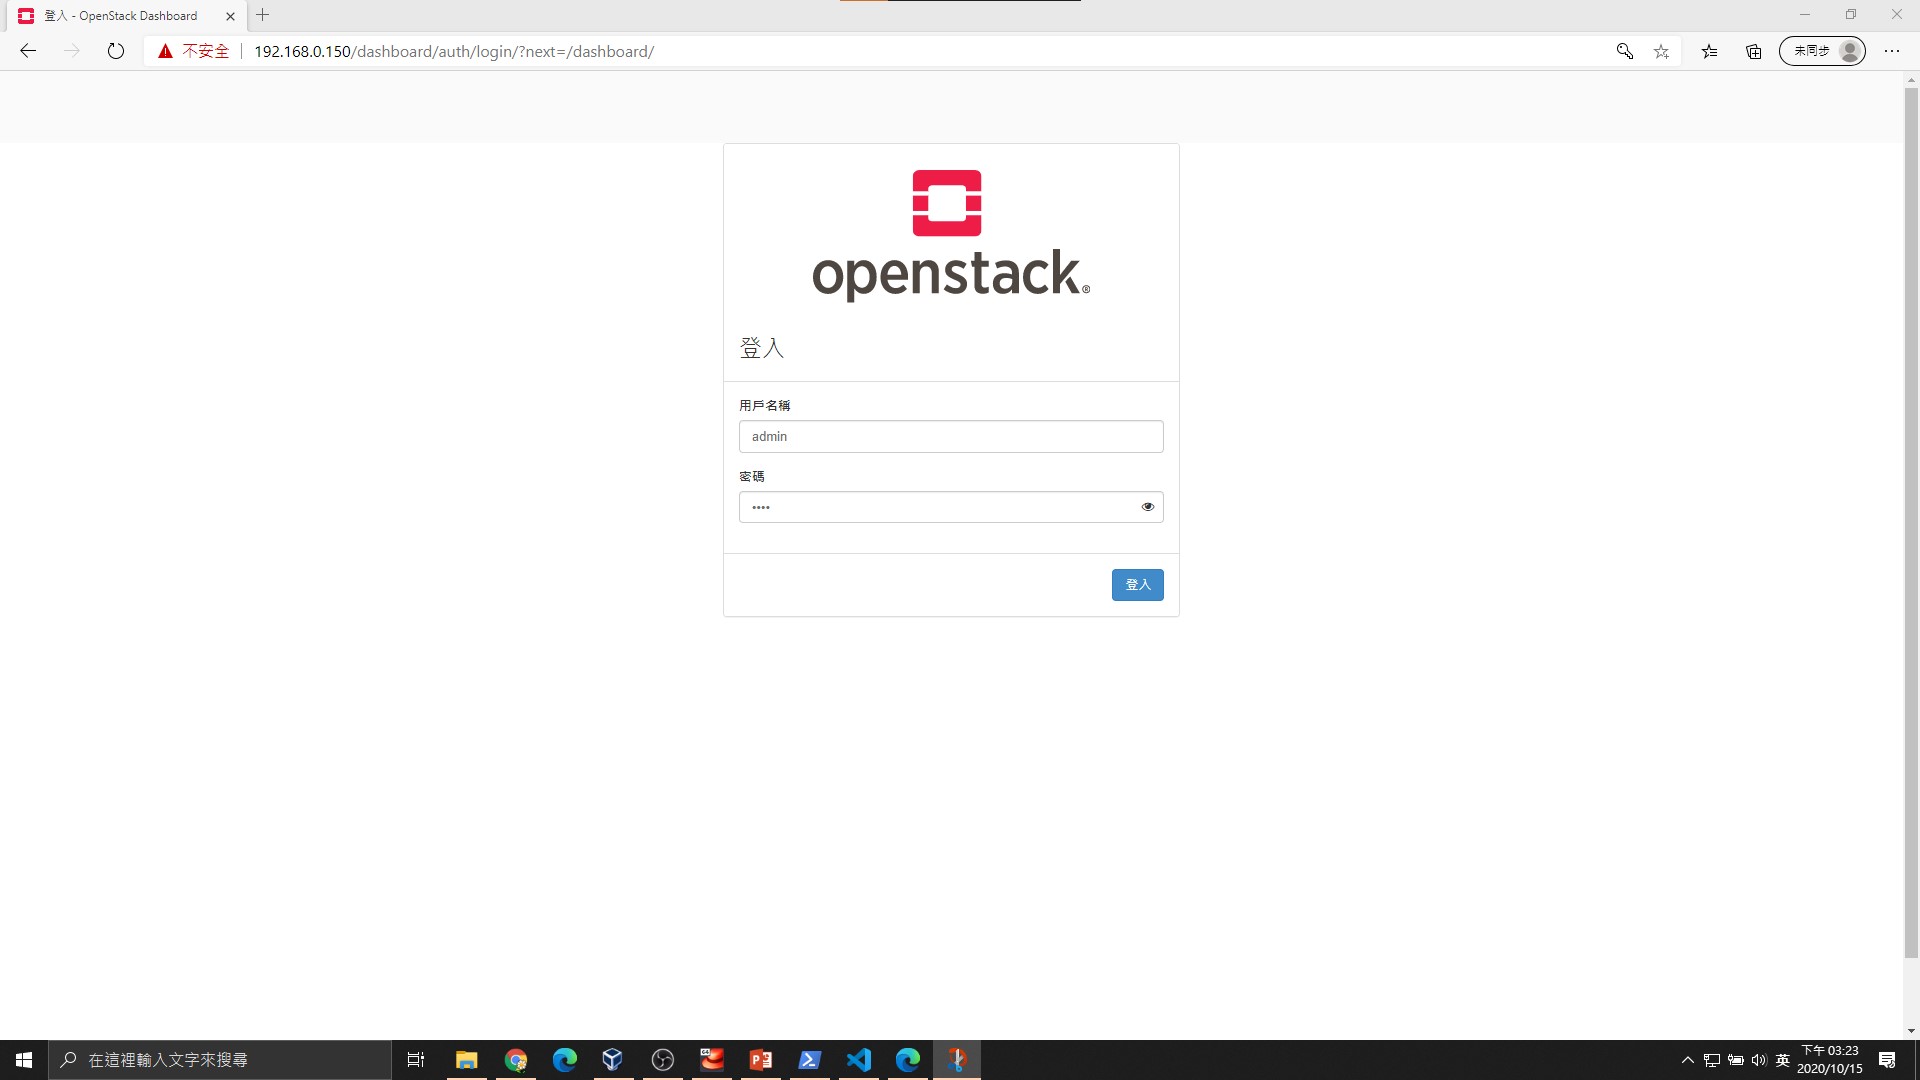 登入 - OpenStack Dashboard
不安全 192.168.0.150/dashboard/auth/login/?next=/dashboard/
未同步
openstack®
登入
用戶名稱
admin
密碼
••••
登入
在這裡輸入文字來搜尋
64
英
下午 03:23
2020/10/15